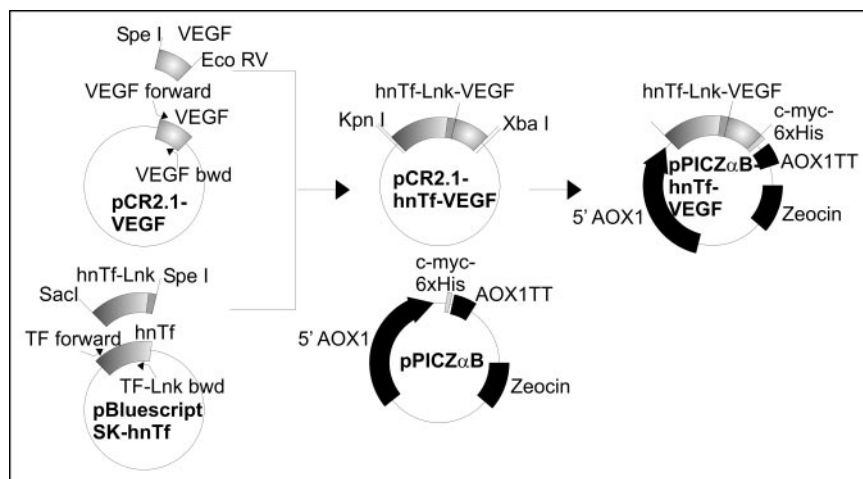 Spe I VEGF
Eco RV
VEGF forward
VEGF
VEGF bwd
pCR2.1-
VEGF
hnTf-Lnk Spe I
SacI
hnTf
TF forward
TF-Lnk bwd
pBluescript
SK-hnTf
hnTf-Lnk-VEGF
Kpn I
Xba I
pCR2.1-
hnTf-VEGF
c-myc-
6xHis
AOX1TT
5’ AOX1
pPICZαB
Zeocin
hnTf-Lnk-VEGF
c-myc-
6xHis
AOX1TT
pPICZαB-
hnTf-
VEGF
5’ AOX1
Zeocin